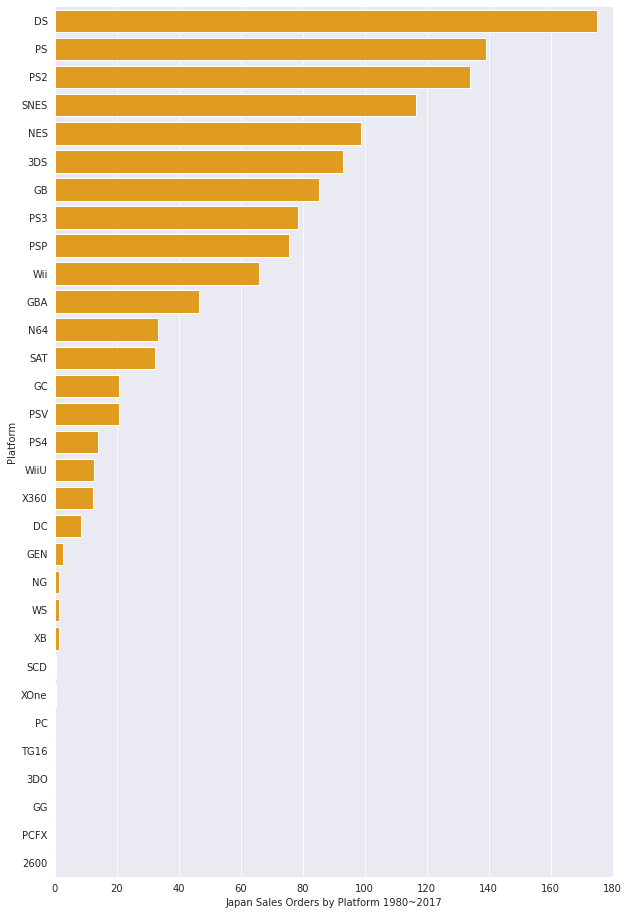 DS
PS
PS2
SNES
NES
3DS
GB
PS3
PSP
Wii
GBA
N64
SAT
GC
PSV
PS4
WiiU
X360
DC
GEN
NG
WS
XB
SCD
XOne
PC
TG16
3DO
GG
PCFX
2600
Platform
0 20 40 60 80 100 120 140 160 180
Japan Sales Orders by Platform 1980~2017